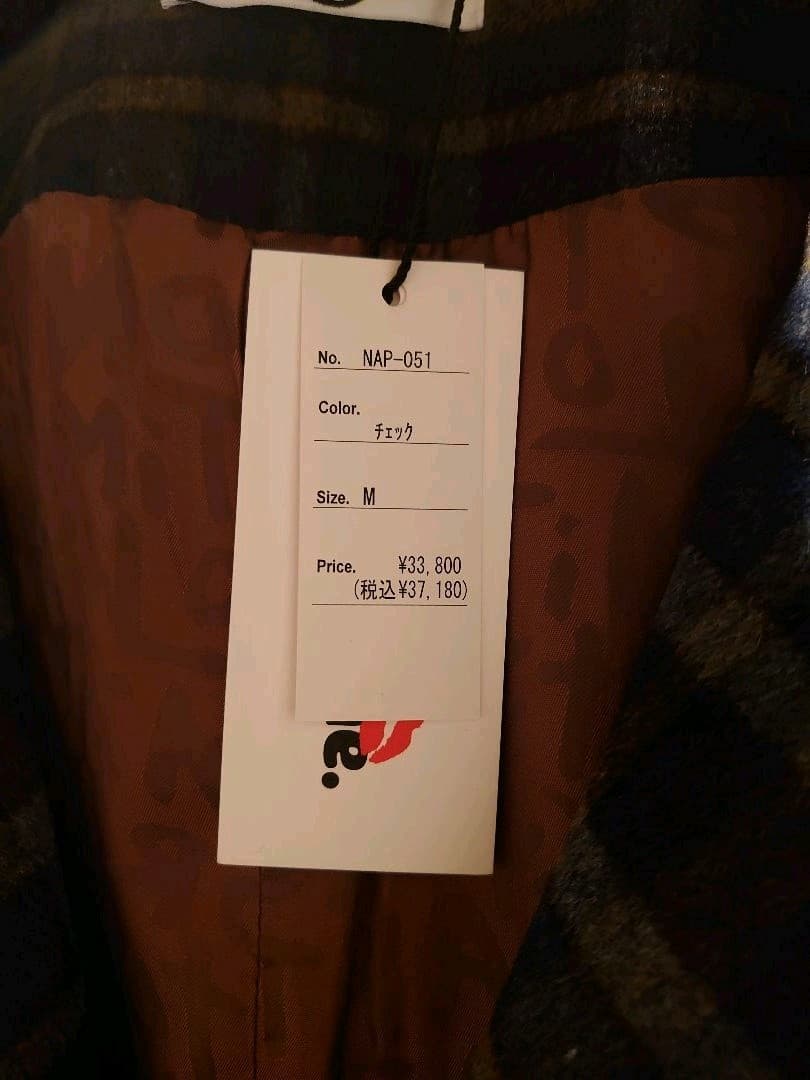 No. NAP-051
Color.
チェック
Size. M
Price. ¥33,800
(税込¥37,180)